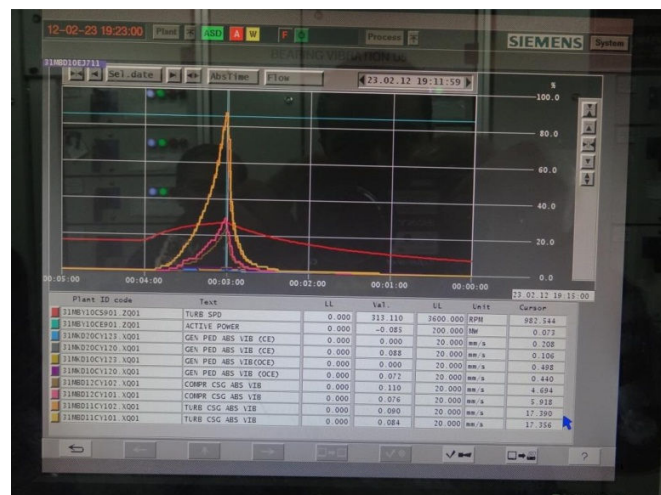 12-02-23 19:23:00 Plant ASD A W F O Process SIEMENS System
BEARING VIBRATION
31MBD10EJ711
Sel.date AbsTime Flow 23.02.12 19:11:59
%
100.0
80.0
60.0
40.0
20.0
0.0
00:05:00 00:04:00 00:03:00 00:02:00 00:01:00 00:00:00
23.02.12 19:15:00
Plant ID code Text LL Val. UL Unit Cursor
31MBY10CS901.ZQ01 TURB SPD 0.000 313.110 3600.000 RPM 982.544
31MBY10CE901.ZQ01 ACTIVE POWER 0.000 -0.085 200.000 MW 0.073
31MKD20CY123.XQ01 GEN PED ABS VIB (CE) 0.000 0.000 20.000 mm/s 0.208
31MKD20CY120.XQ01 GEN PED ABS VIB (CE) 0.000 0.088 20.000 mm/s 0.106
31MKD10CY123.XQ01 GEN PED ABS VIB(OCE) 0.000 0.000 20.000 mm/s 0.498
31MKD10CY120.XQ01 GEN PED ABS VIB (OCE) 0.000 0.072 20.000 mm/s 0.440
31MBD12CY102.XQ01 COMPR CSG ABS VIB 0.000 0.110 20.000 mm/s 4.694
31MBD12CY101.XQ01 COMPR CSG ABS VIB 0.000 0.076 20.000 mm/s 5.918
31MBD11CY102.XQ01 TURB CSG ABS VIB 0.000 0.090 20.000 mm/s 17.390
31MBD11CY101.XQ01 TURB CSG ABS VIB 0.000 0.084 20.000 mm/s 17.356
?